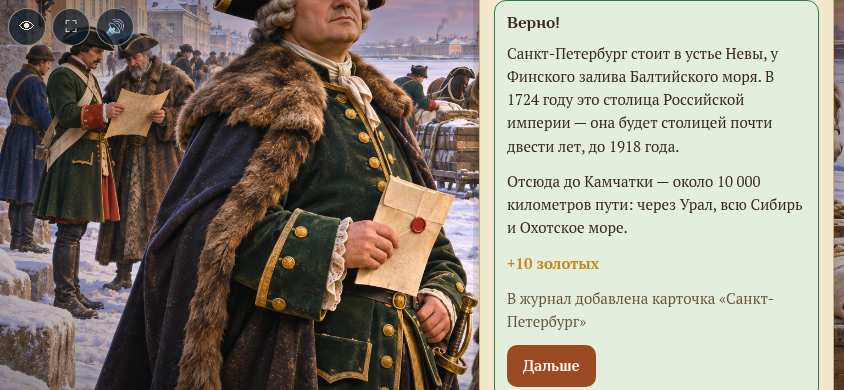 Верно!
Санкт-Петербург стоит в устье Невы, у
Финского залива Балтийского моря. В
1724 году это столица Российской
империи — она будет столицей почти
двести лет, до 1918 года.
Отсюда до Камчатки — около 10 000
километров пути: через Урал, всю Сибирь
и Охотское море.
+10 золотых
В журнал добавлена карточка «Санкт-
Петербург»
Дальше